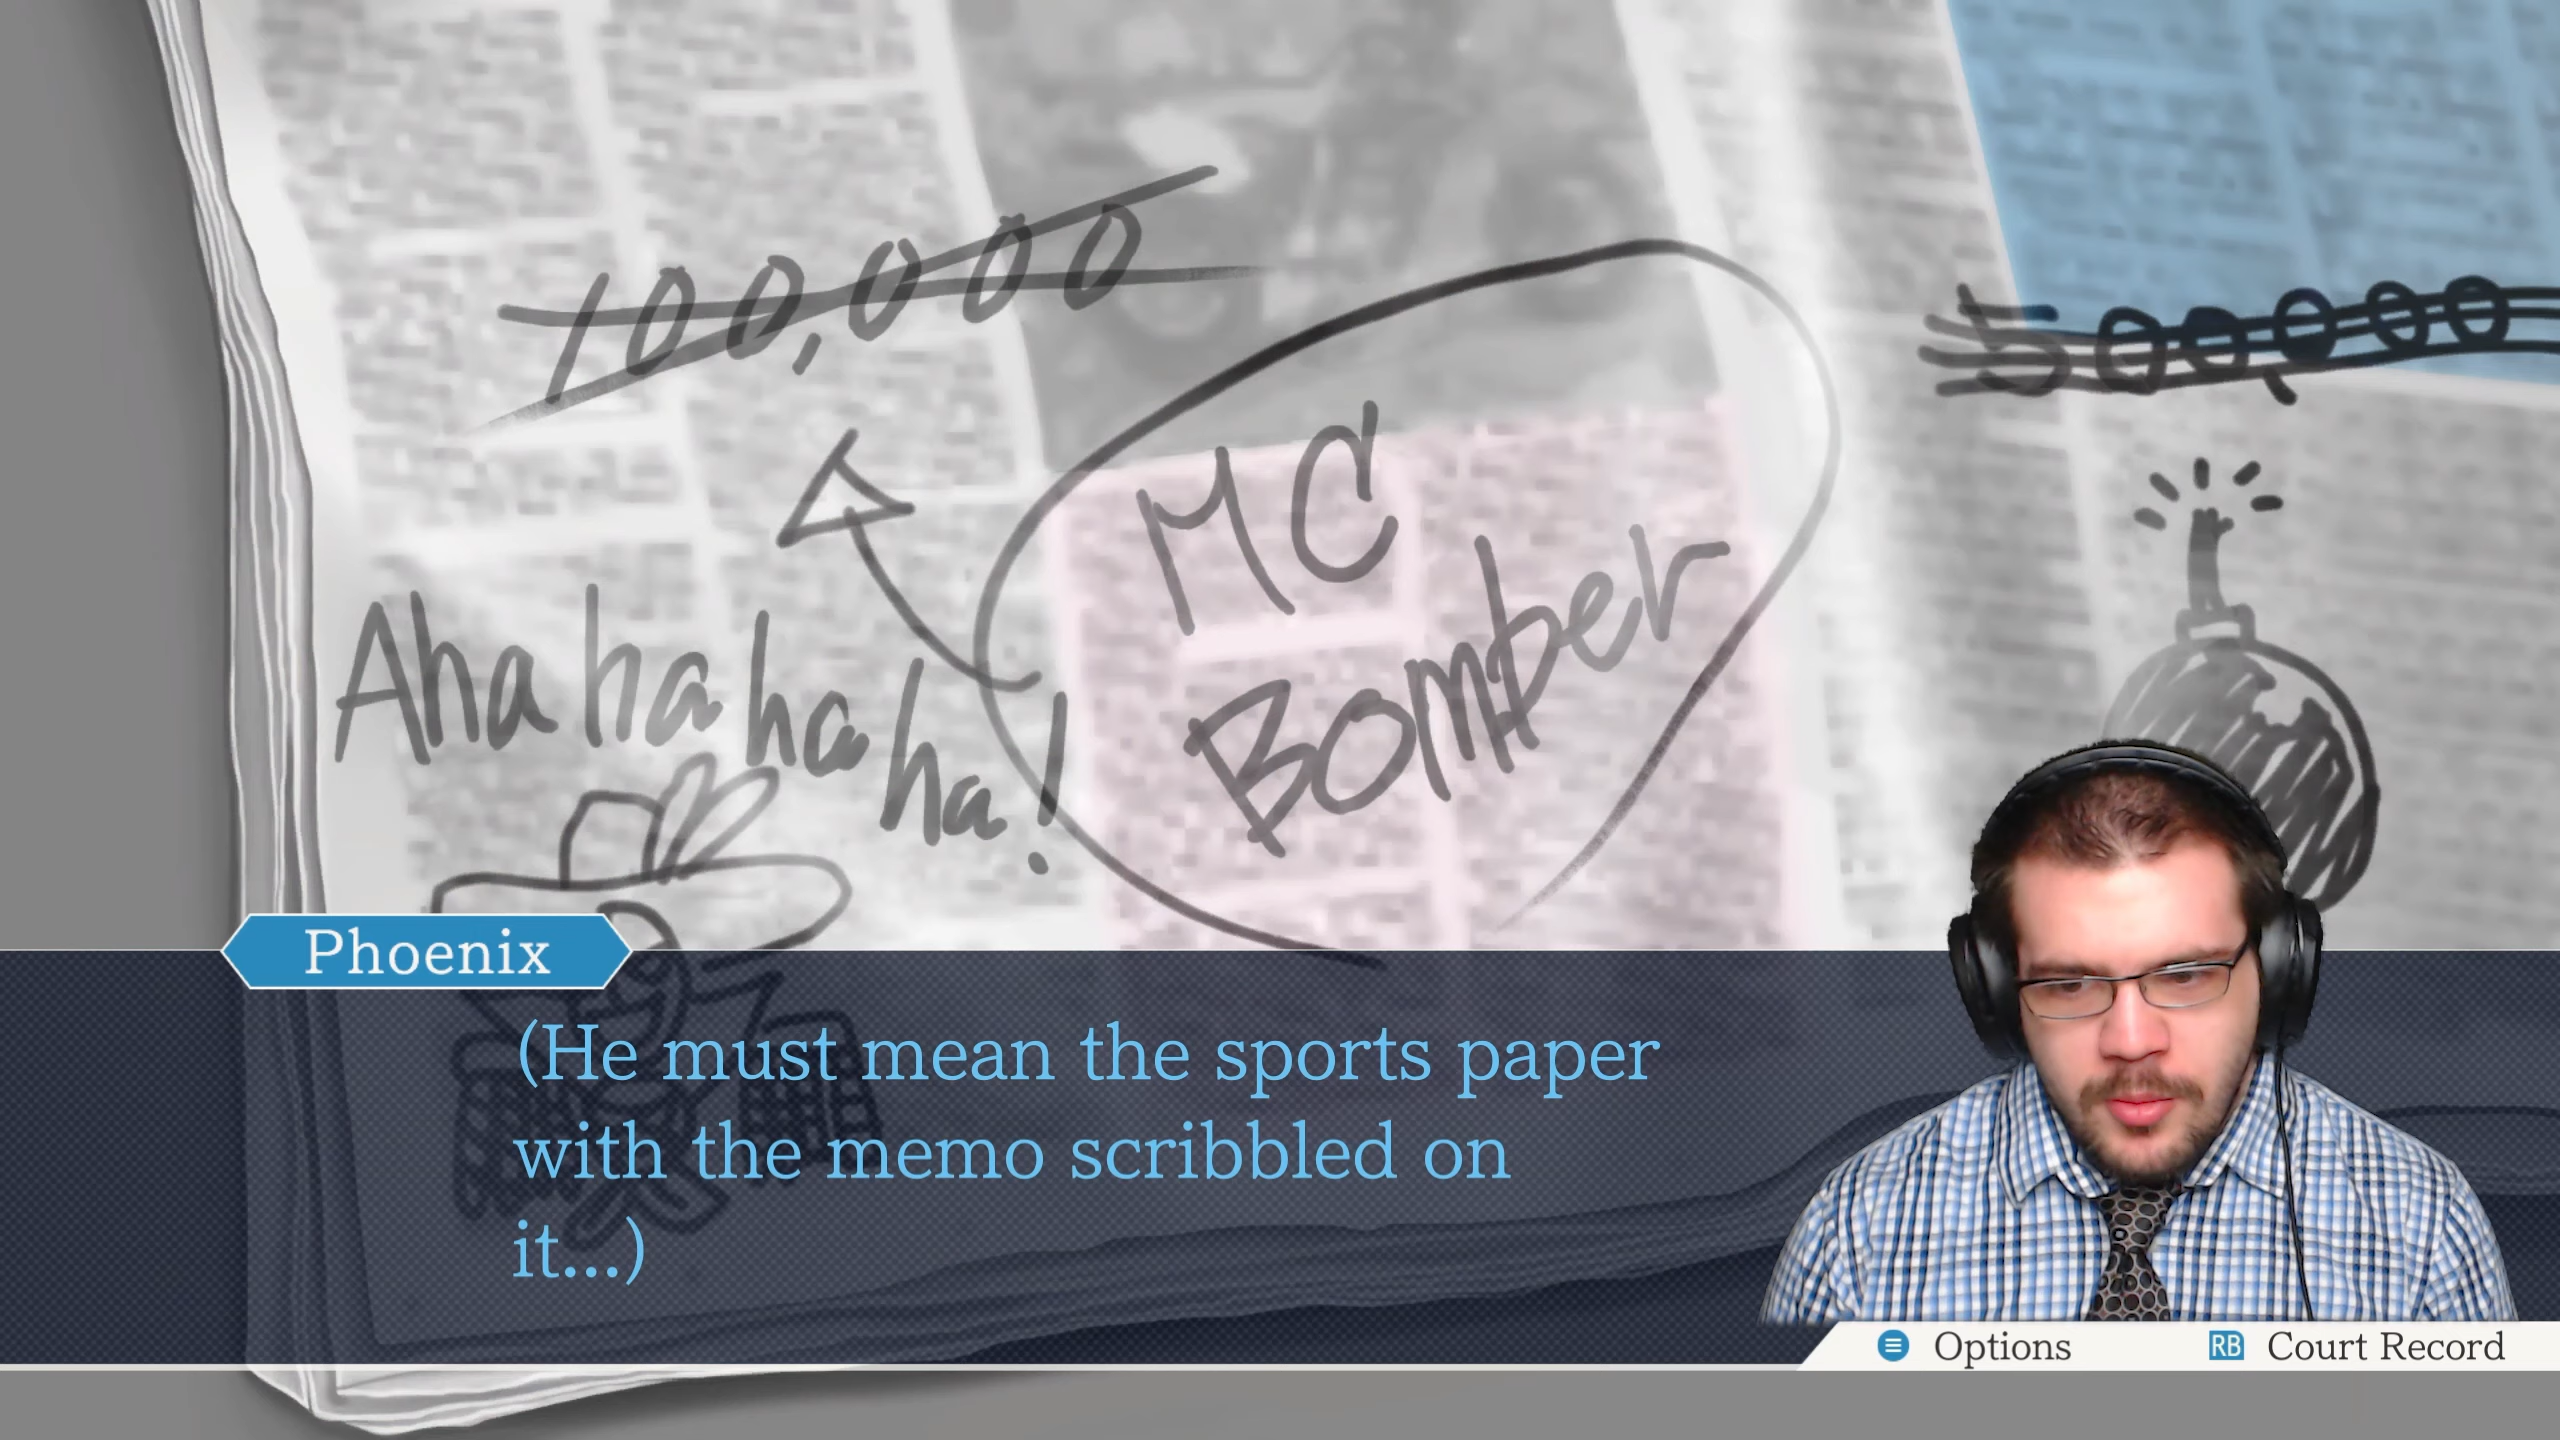 100,000
500,000
MC
Bomber
Ahahahaha!
Phoenix
(He must mean the sports paper
with the memo scribbled on
it...)
Options
RB Court Record